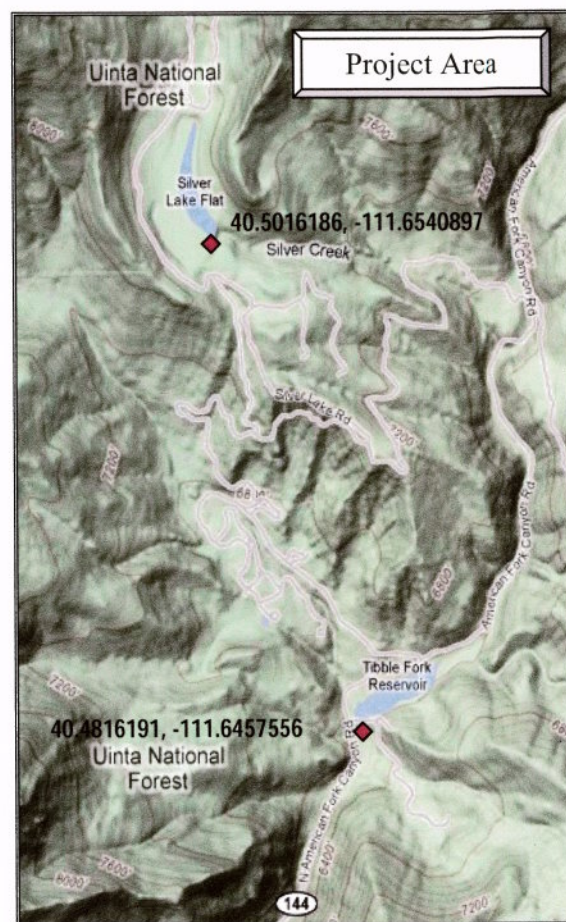 Project Area
Uinta National
Forest
8000'
7600'
7200'
American Fork Canyon Rd
Silver
Lake Flat
40.5016186, -111.6540897
Silver Creek
Silver Lake Rd
7200'
7200'
American Fork Canyon Rd
6800'
Tibble Fork
Reservoir
7200'
40.4816191, -111.6457556
Uinta National
Forest
N American Fork Canyon Rd
6400'
7600'
8000'
144
7200'